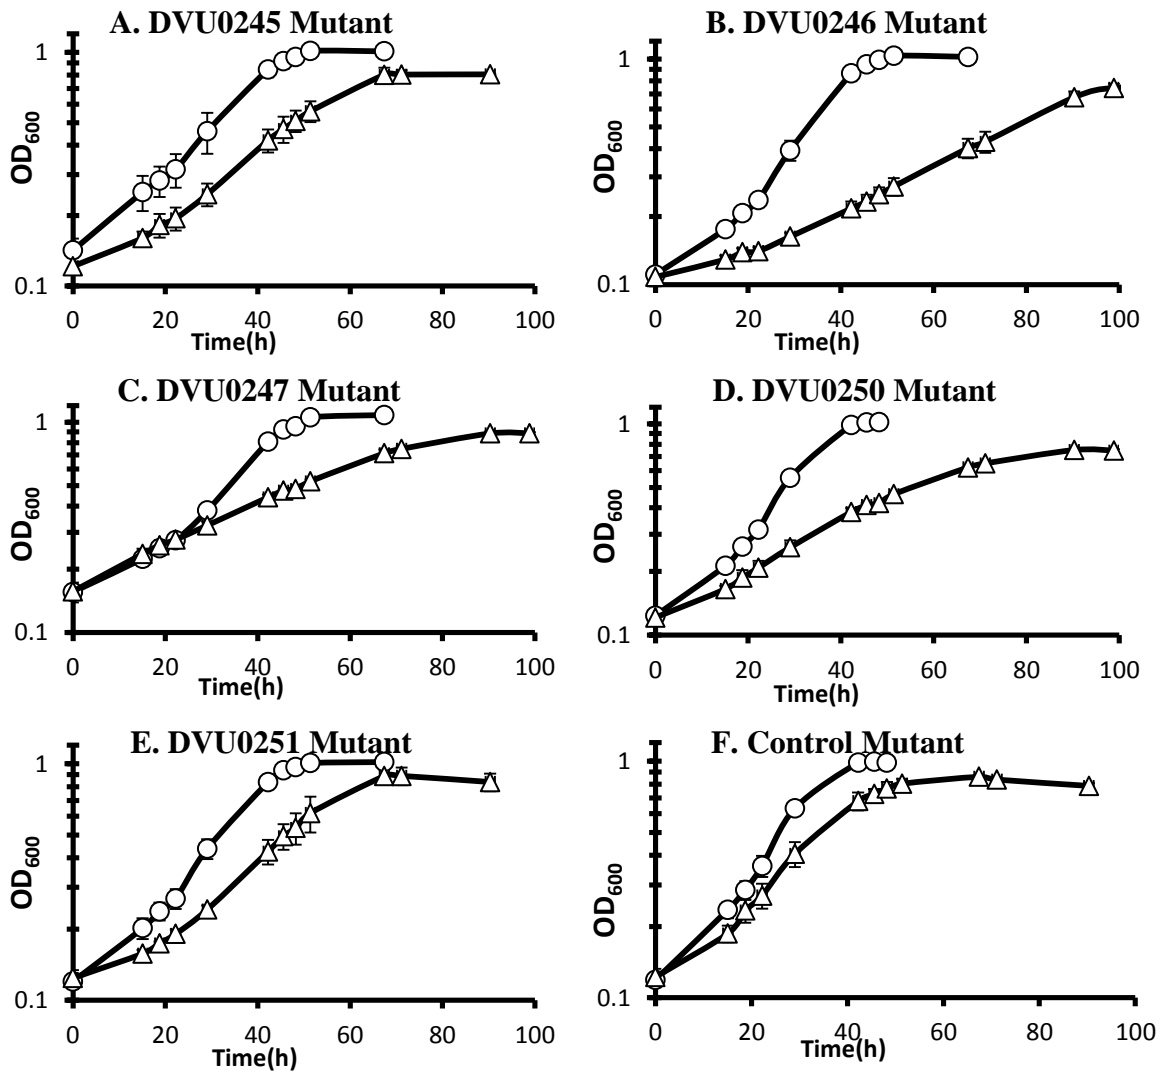 A. DVU0245 Mutant
1
OD600
0.1
0 20 40 60 80 100
Time(h)
B. DVU0246 Mutant
1
OD600
0.1
0 20 40 60 80 100
Time(h)
C. DVU0247 Mutant
1
OD600
0.1
0 20 40 60 80 100
Time(h)
D. DVU0250 Mutant
1
OD600
0.1
0 20 40 60 80 100
Time(h)
E. DVU0251 Mutant
1
OD600
0.1
0 20 40 60 80 100
Time(h)
F. Control Mutant
1
OD600
0.1
0 20 40 60 80 100
Time(h)